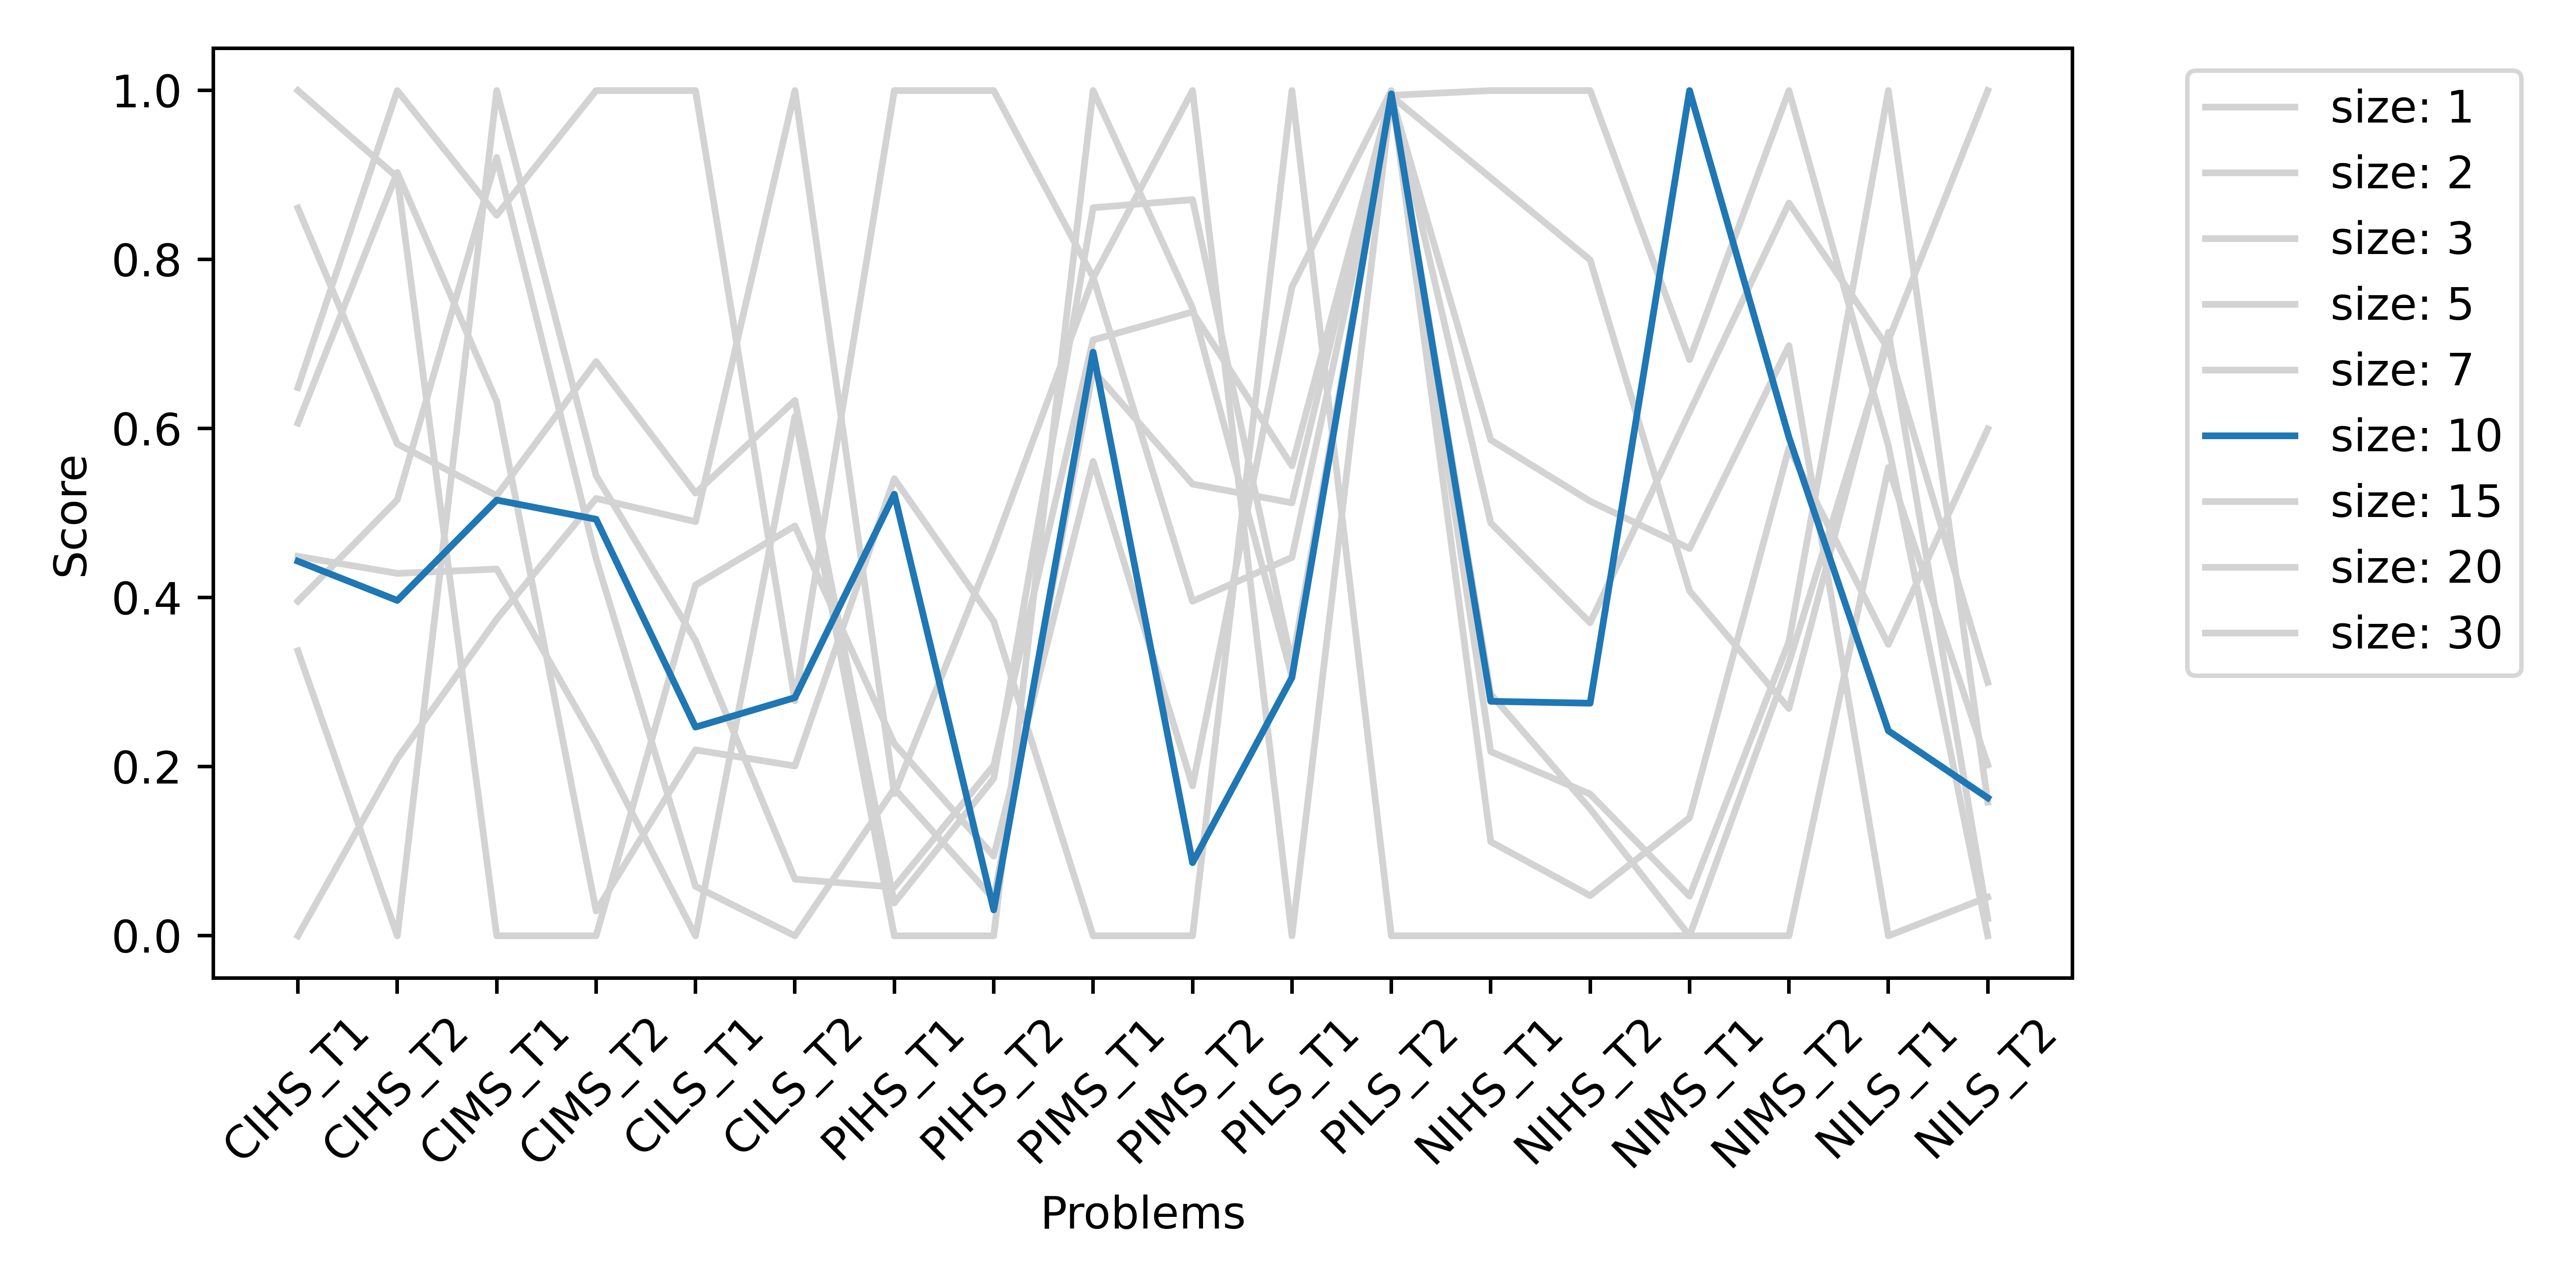 1.0
0.8
0.6
0.4
0.2
0.0
Score
CIHS_T1
CIHS_T2
CIMS_T1
CIMS_T2
CILS_T1
CILS_T2
PIHS_T1
PIHS_T2
PIMS_T1
PIMS_T2
PILS_T1
PILS_T2
NIHS_T1
NIHS_T2
NIMS_T1
NIMS_T2
NILS_T1
NILS_T2
Problems
size: 1
size: 2
size: 3
size: 5
size: 7
size: 10
size: 15
size: 20
size: 30